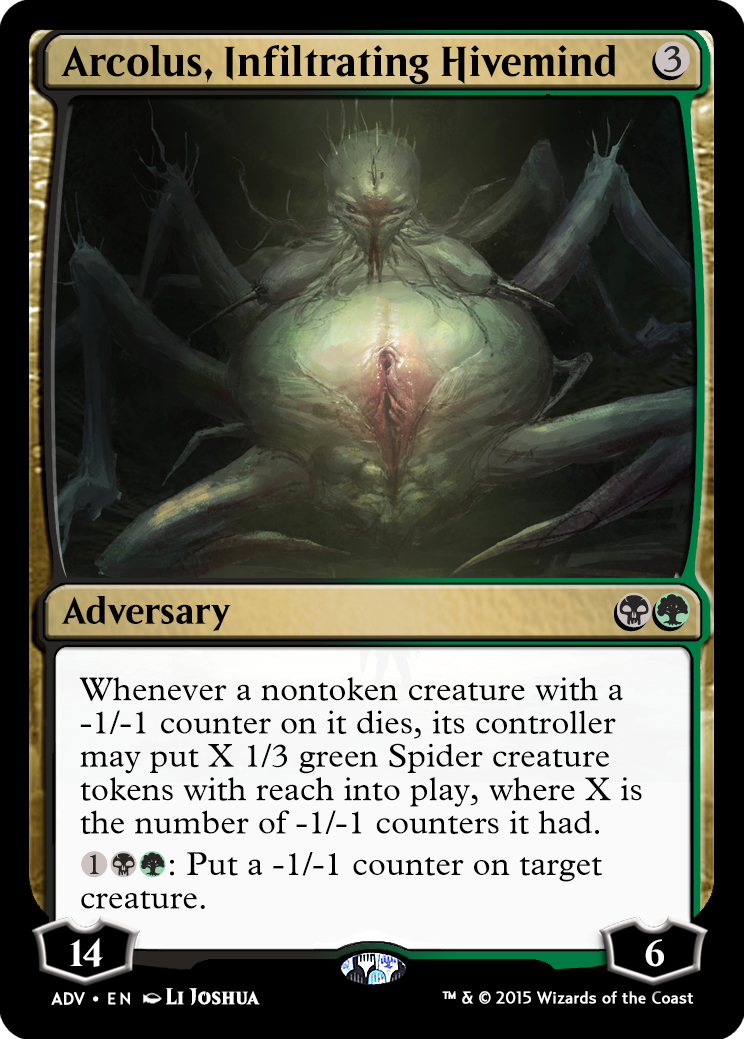 Arcolus, Infiltrating Hivemind 3
Adversary
Whenever a nontoken creature with a
-1/-1 counter on it dies, its controller
may put X 1/3 green Spider creature
tokens with reach into play, where X is
the number of -1/-1 counters it had.
1: Put a -1/-1 counter on target
creature.
14
6
ADV • EN Li Joshua
™ & © 2015 Wizards of the Coast